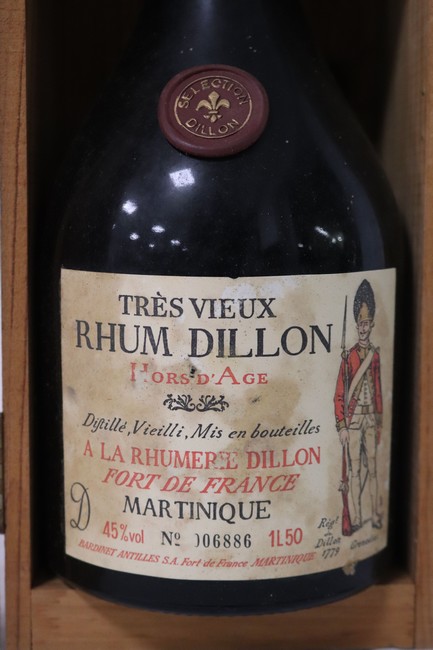 SELECTION
DILLON
TRÈS VIEUX
RHUM DILLON
HORS D'AGE
Distillé, Vieilli, Mis en bouteilles
A LA RHUMERIE DILLON
FORT DE FRANCE
MARTINIQUE
D
45%vol Nº 006886 1L50
BARDINET ANTILLES S.A. Fort de France MARTINIQUE
Régt
de
Dillon
1779